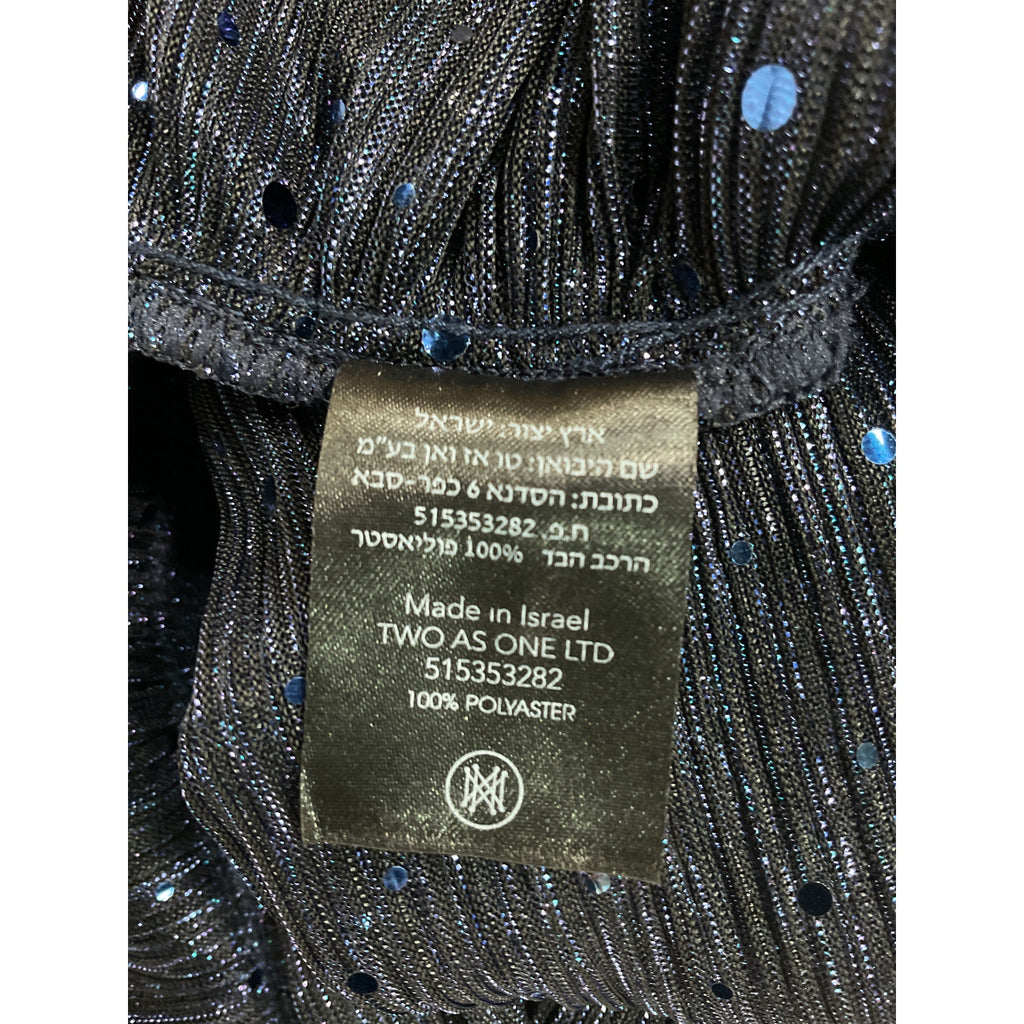 ארץ יצור: ישראל
שם היבואן: טו אז ואן בע"מ
כתובת: הסדנא 6 כפר-סבא
ח.פ. 515353282
הרכב הבד 100% פוליאסטר
Made in Israel
TWO AS ONE LTD
515353282
100% POLYASTER